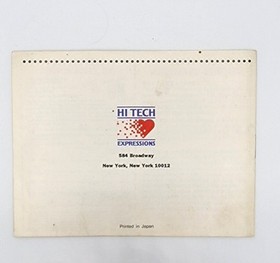 HI TECH
EXPRESSIONS
584 Broadway
New York, New York 10012
Printed in Japan